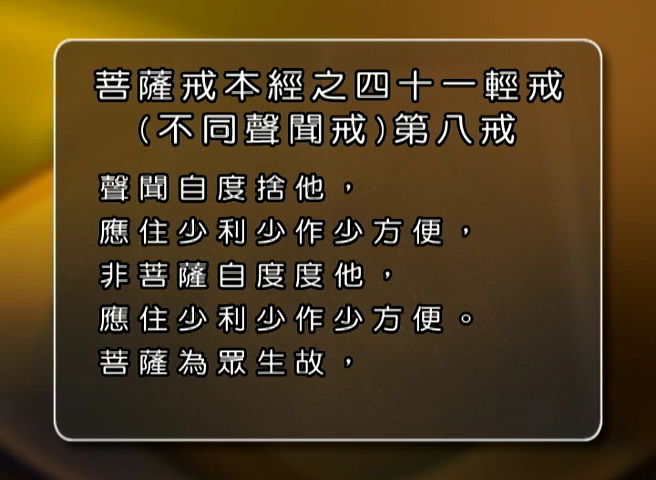 菩薩戒本經之四十一輕戒
(不同聲聞戒)第八戒
聲聞自度捨他，
應住少利少作少方便，
非菩薩自度度他，
應住少利少作少方便。
菩薩為眾生故，